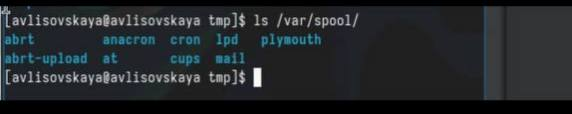 [avlisovskaya@avlisovskaya tmp]$ ls /var/spool/
abrt anacron cron lpd plymouth
abrt-upload at cups mail
[avlisovskaya@avlisovskaya tmp]$